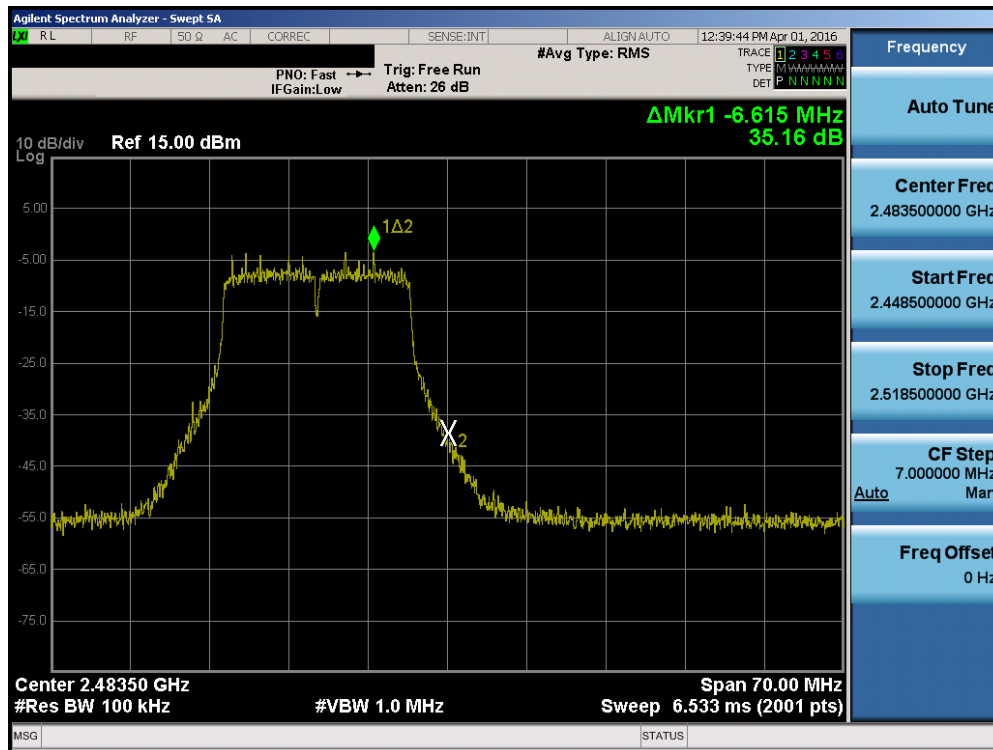 Agilent Spectrum Analyzer - Swept SA
LXI RL RF 50 Ω AC CORREC SENSE:INT ALIGN AUTO 12:39:44 PM Apr 01, 2016
PNO: Fast Trig: Free Run #Avg Type: RMS TRACE 1 2 3 4 5 6
IFGain:Low Atten: 26 dB TYPE M WWWWW
DET P N N N N N
ΔMkr1 -6.615 MHz
35.16 dB
10 dB/div Ref 15.00 dBm
Log
5.00
-5.00
-15.0
-25.0
-35.0
-45.0
-55.0
-65.0
-75.0
1Δ2
X2
Center 2.48350 GHz Span 70.00 MHz
#Res BW 100 kHz #VBW 1.0 MHz Sweep 6.533 ms (2001 pts)
MSG STATUS
Frequency
Auto Tune
Center Freq
2.483500000 GHz
Start Freq
2.448500000 GHz
Stop Freq
2.518500000 GHz
CF Step
7.000000 MHz
Auto Man
Freq Offset
0 Hz